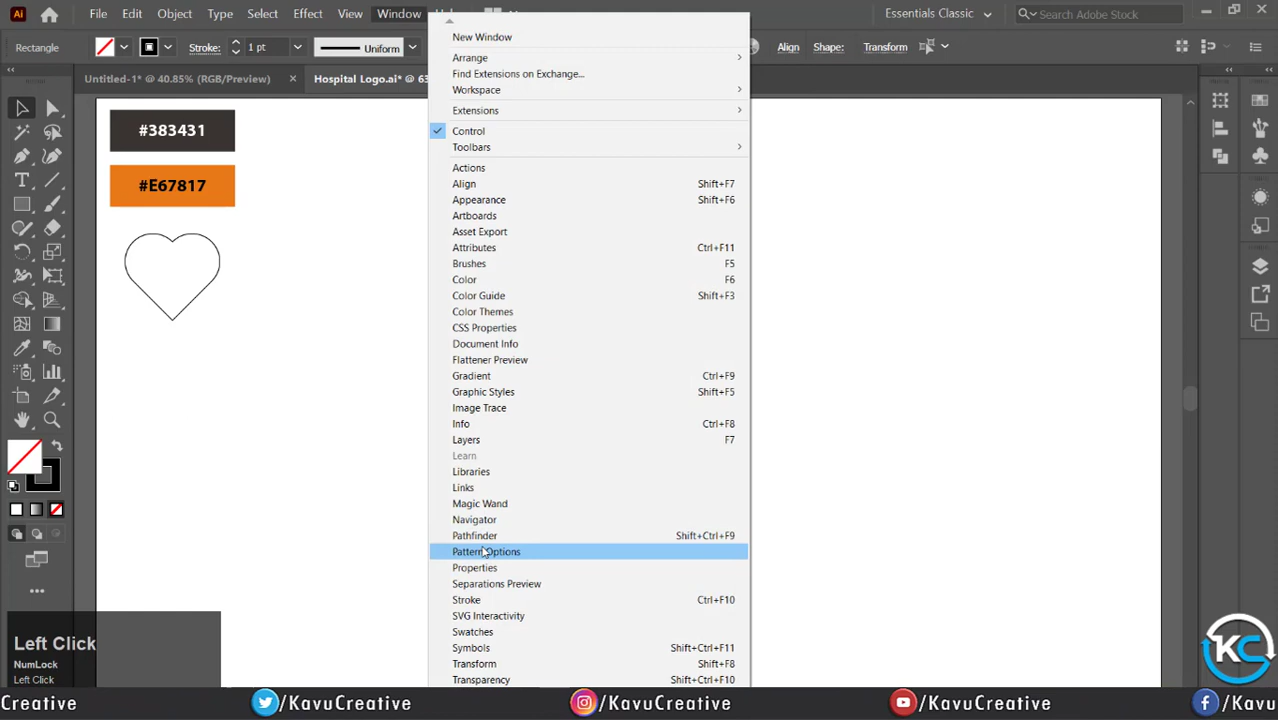 Ai File Edit Object Type Select Effect View Window Essentials Classic Search Adobe Stock
Rectangle Stroke: 1 pt Uniform Align Shape: Transform
Untitled-1* @ 40.85% (RGB/Preview) × Hospital Logo.ai* @ 63
#383431
#E67817
New Window
Arrange
Find Extensions on Exchange...
Workspace
Extensions
Control
Toolbars
Actions
Align Shift+F7
Appearance Shift+F6
Artboards
Asset Export
Attributes Ctrl+F11
Brushes F5
Color F6
Color Guide Shift+F3
Color Themes
CSS Properties
Document Info
Flattener Preview
Gradient Ctrl+F9
Graphic Styles Shift+F5
Image Trace
Info Ctrl+F8
Layers F7
Learn
Libraries
Links
Magic Wand
Navigator
Pathfinder Shift+Ctrl+F9
Pattern Options
Properties
Separations Preview
Stroke Ctrl+F10
SVG Interactivity
Swatches
Symbols Shift+Ctrl+F11
Transform Shift+F8
Transparency Shift+Ctrl+F10
Left Click
NumLock
Left Click
KC
Creative /KavuCreative /KavuCreative /KavuCreative /KavuC